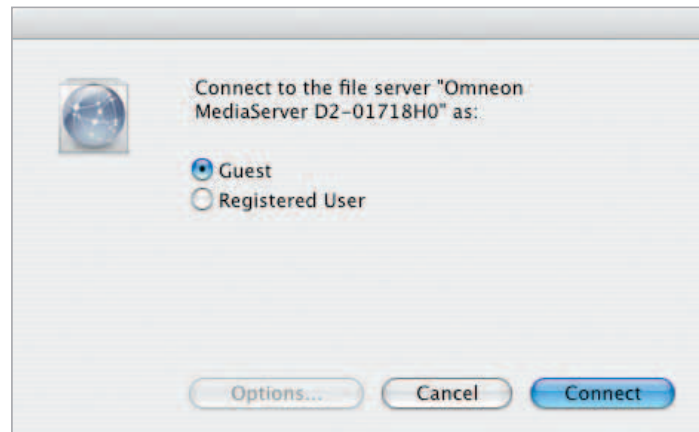 Connect to the file server "Omneon
MediaServer D2-01718H0" as:
Guest
Registered User
Options...
Cancel
Connect